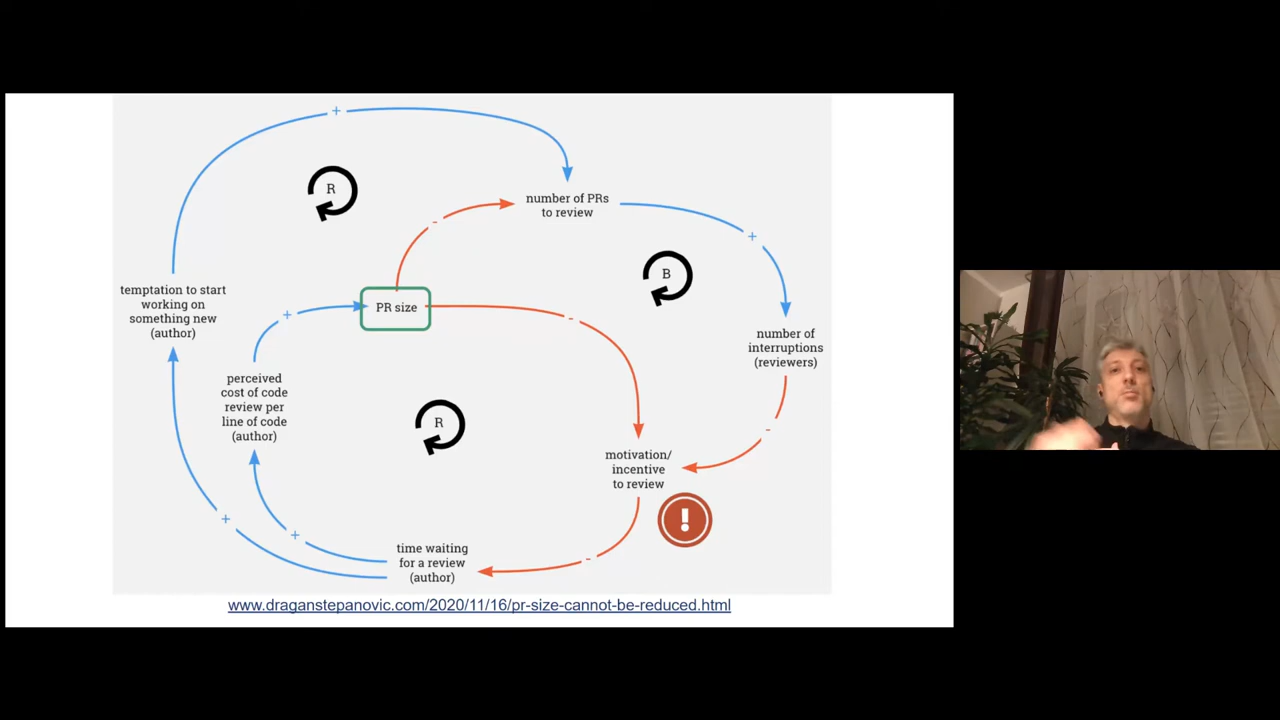 +
R
number of PRs
to review
-
+
B
temptation to start
working on
something new
(author)
+
PR size
-
number of
interruptions
(reviewers)
perceived
cost of code
review per
line of code
(author)
R
-
motivation/
incentive
to review
!
+
+
time waiting
for a review
(author)
-
www.draganstepanovic.com/2020/11/16/pr-size-cannot-be-reduced.html